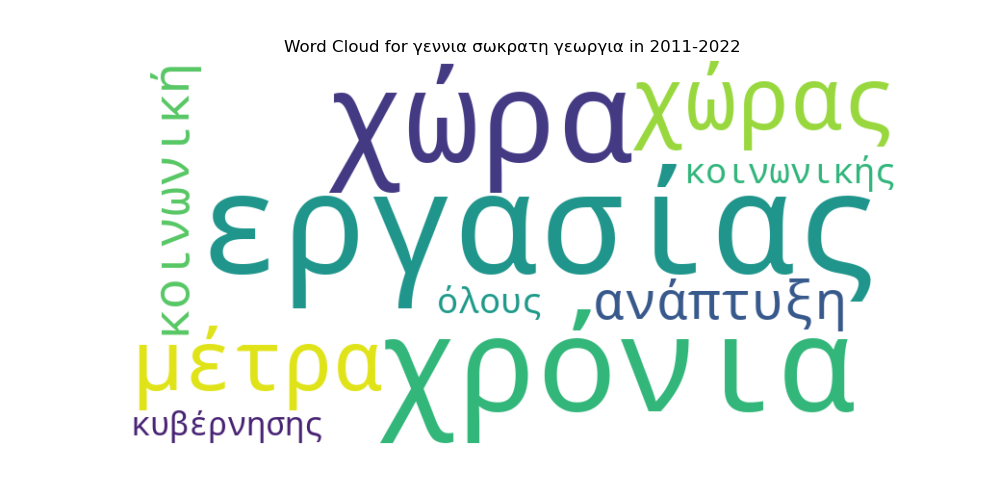 Word Cloud for γεννια σωκρατη γεωργια in 2011-2022
κοινωνική
χώρα
χώρας
κοινωνικής
εργασίας
όλους
ανάπτυξη
μέτρα
χρόνια
κυβέρνησης